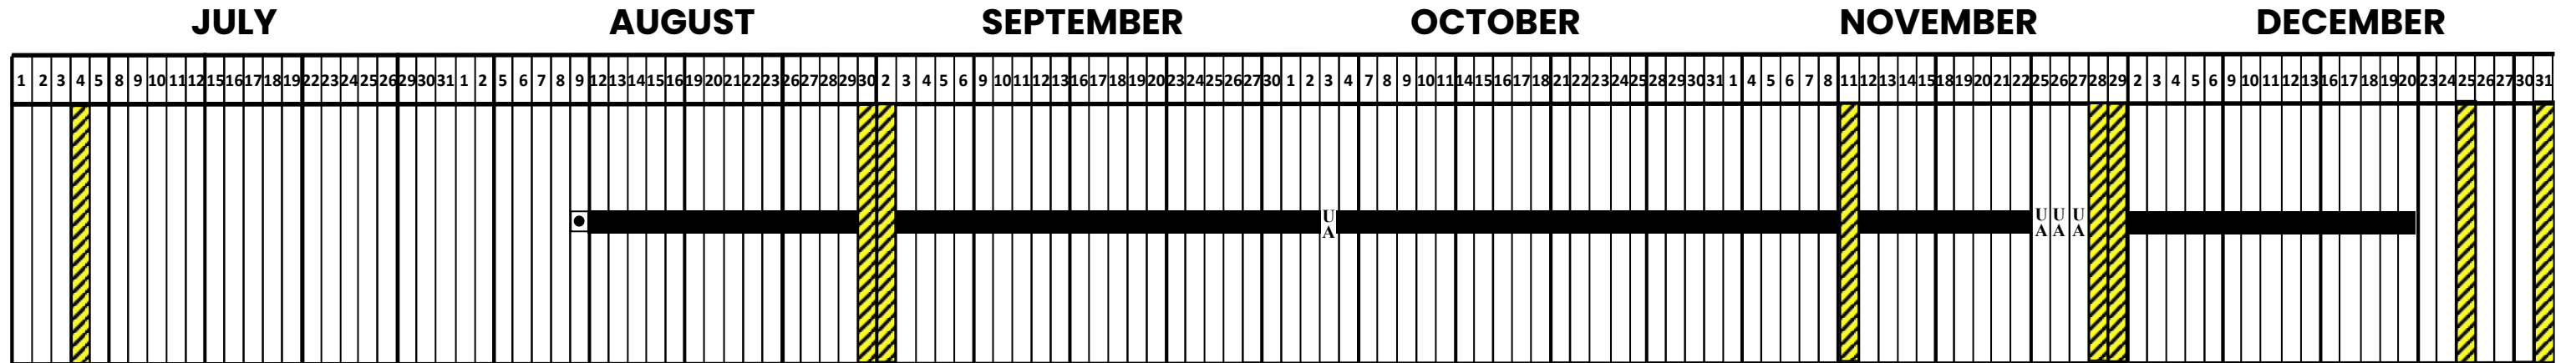 JULY AUGUST SEPTEMBER OCTOBER NOVEMBER DECEMBER
1 2 3 4 5 8 9 10 11 12 15 16 17 18 19 22 23 24 25 26 29 30 31 1 2 5 6 7 8 9 12 13 14 15 16 19 20 21 22 23 26 27 28 29 30 2 3 4 5 6 9 10 11 12 13 16 17 18 19 20 23 24 25 26 27 30 1 2 3 4 7 8 9 10 11 14 15 16 17 18 21 22 23 24 25 28 29 30 31 1 4 5 6 7 8 11 12 13 14 15 18 19 20 21 22 25 26 27 28 29 2 3 4 5 6 9 10 11 12 13 16 17 18 19 20 23 24 25 26 27 30 31
U U U U
A A A A